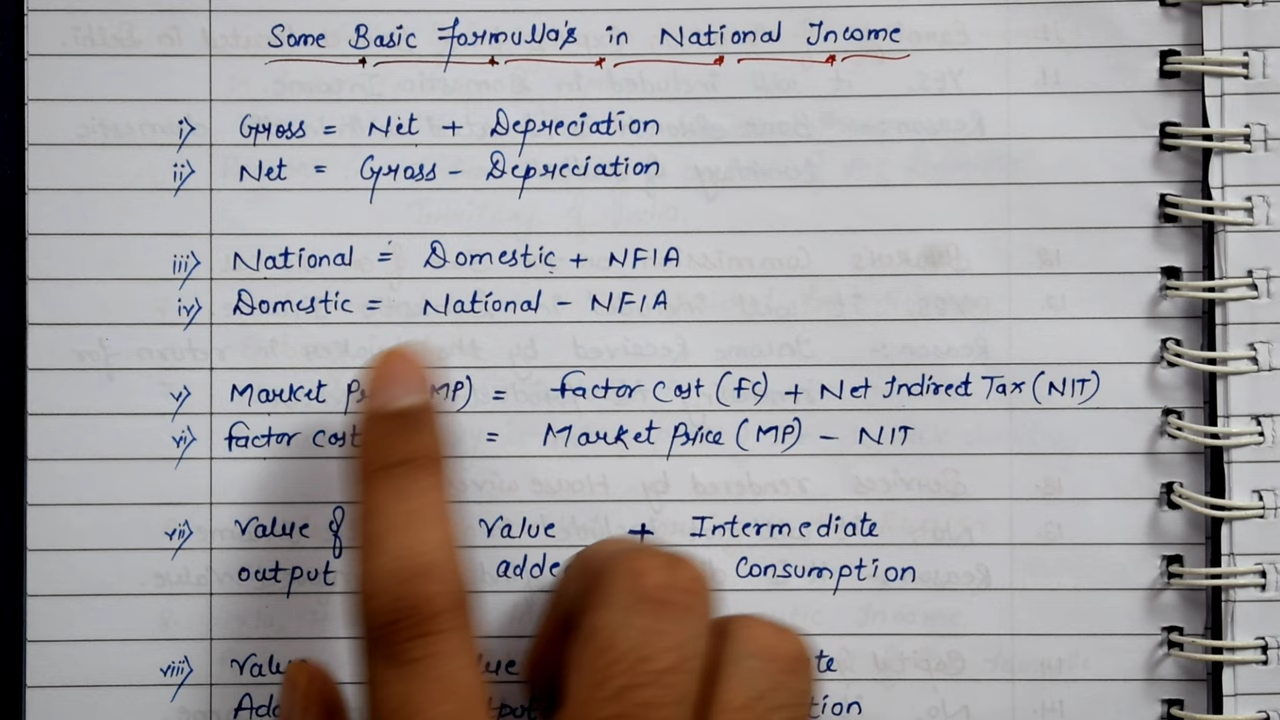 Some Basic Formulla's in National Income
i) Gross = Net + Depreciation
ii) Net = Gross - Depreciation
iii) National = Domestic + NFIA
iv) Domestic = National - NFIA
v) Market MP) = Factor Cost (FC) + Net Indirect Tax (NIT)
vi) Factor Cost = Market Price (MP) - NIT
vii) Value of Value + Intermediate
output adde Consumption
viii)